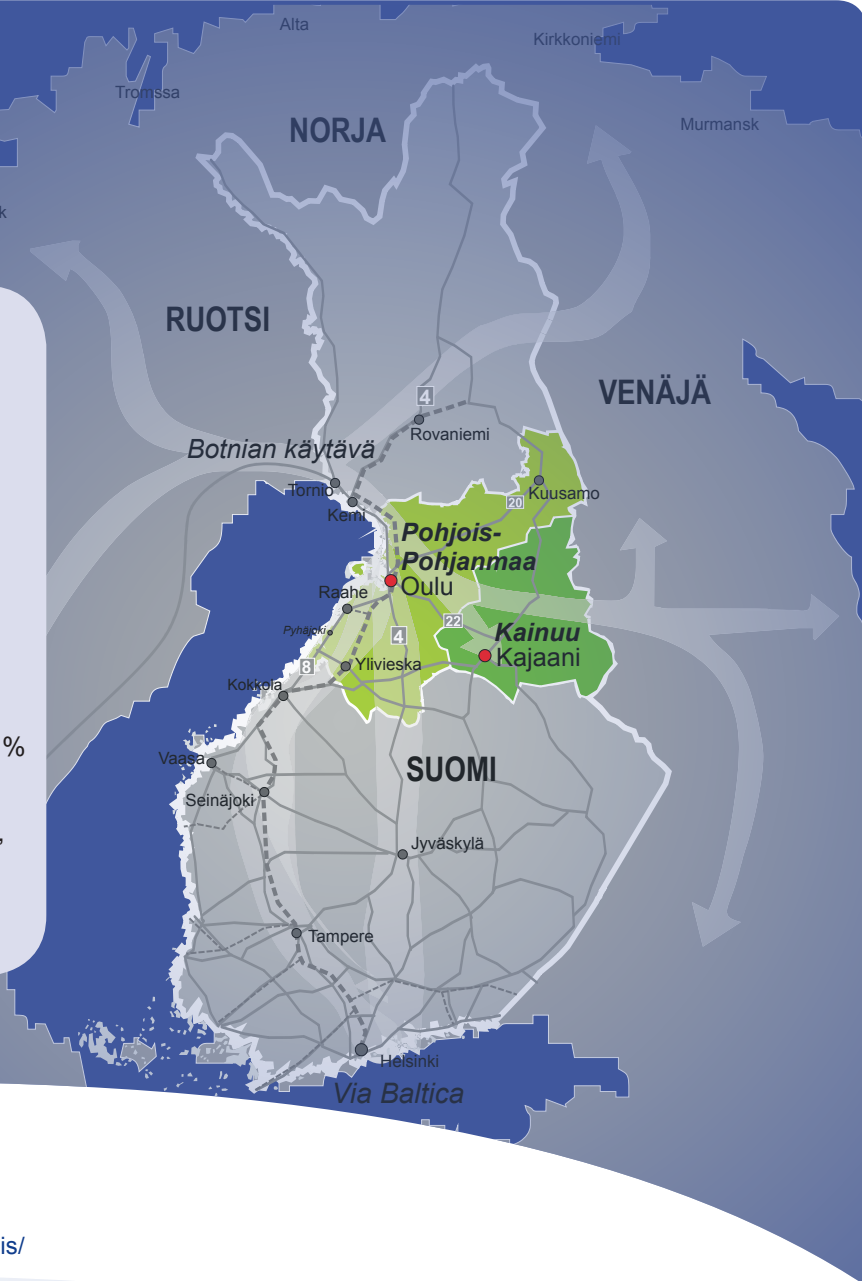 Alta
Kirkkoniemi
Tromssa
NORJA
Murmansk
k
RUOTSI
VENÄJÄ
4
Rovaniemi
Botnian käytävä
Tornio
Kuusamo
20
Kemi
Pohjois-
Pohjanmaa
Oulu
Raahe
22
Pyhäjoki
4
Kainuu
Kajaani
8
Ylivieska
Kokkola
%
Vaasa
SUOMI
Seinäjoki
,
Jyväskylä
Tampere
Helsinki
Via Baltica
is/